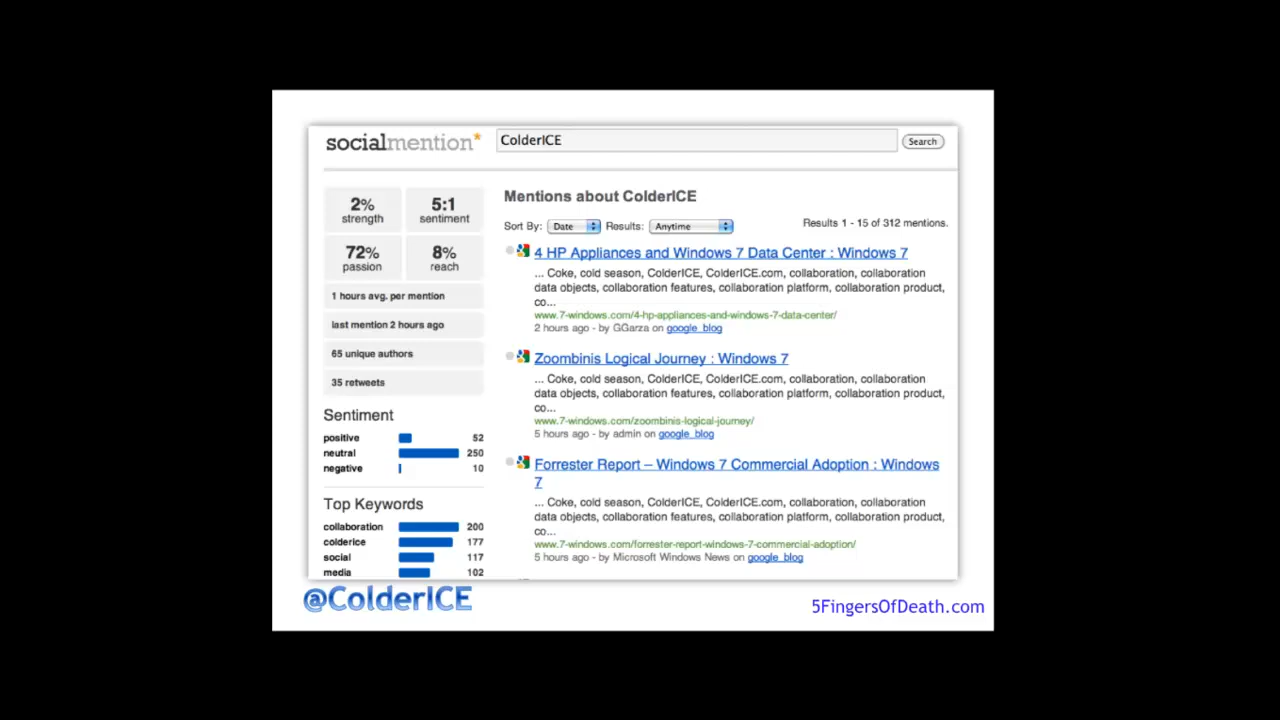 socialmention*
ColderICE
Search
2%
strength
5:1
sentiment
72%
passion
8%
reach
1 hours avg. per mention
last mention 2 hours ago
65 unique authors
35 retweets
Sentiment
positive 52
neutral 250
negative 10
Top Keywords
collaboration 200
colderice 177
social 117
media 102
Mentions about ColderICE
Sort By: Date Results: Anytime
Results 1 - 15 of 312 mentions.
4 HP Appliances and Windows 7 Data Center : Windows 7
... Coke, cold season, ColderICE, ColderICE.com, collaboration, collaboration
data objects, collaboration features, collaboration platform, collaboration product,
co...
www.7-windows.com/4-hp-appliances-and-windows-7-data-center/
2 hours ago - by GGarza on google_blog
Zoombinis Logical Journey : Windows 7
... Coke, cold season, ColderICE, ColderICE.com, collaboration, collaboration
data objects, collaboration features, collaboration platform, collaboration product,
co...
www.7-windows.com/zoombinis-logical-journey/
5 hours ago - by admin on google_blog
Forrester Report – Windows 7 Commercial Adoption : Windows
7
... Coke, cold season, ColderICE, ColderICE.com, collaboration, collaboration
data objects, collaboration features, collaboration platform, collaboration product,
co...
www.7-windows.com/forrester-report-windows-7-commercial-adoption/
5 hours ago - by Microsoft Windows News on google_blog
@ColderICE
5FingersOfDeath.com